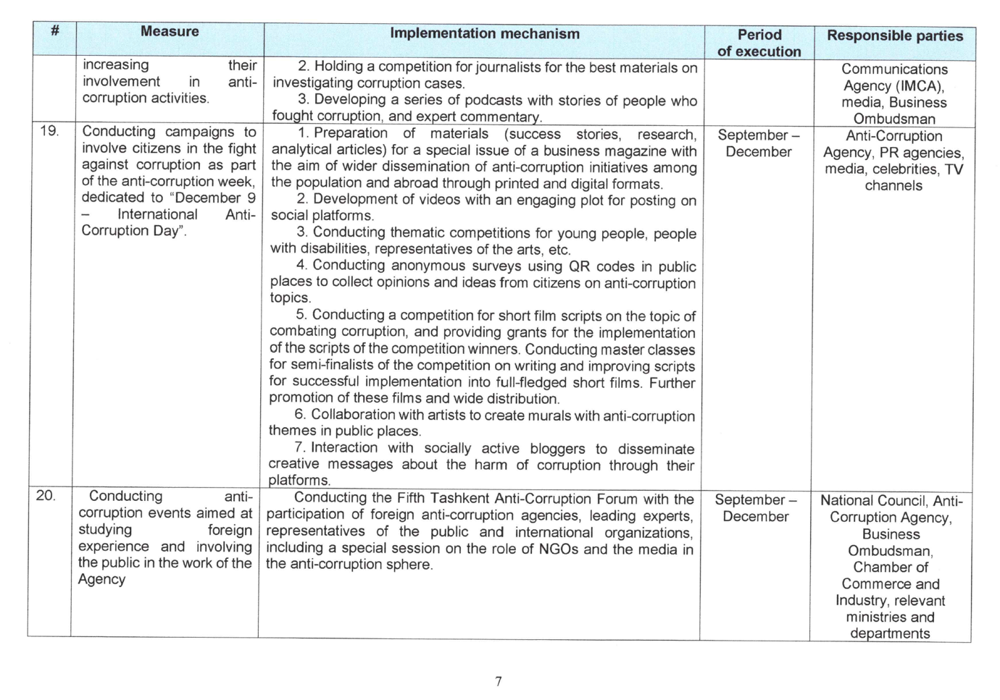 # Measure Implementation mechanism Period of execution Responsible parties
increasing their
involvement in anti-
corruption activities.
2. Holding a competition for journalists for the best materials on
investigating corruption cases.
3. Developing a series of podcasts with stories of people who
fought corruption, and expert commentary.
Communications
Agency (IMCA),
media, Business
Ombudsman
19.
Conducting campaigns to
involve citizens in the fight
against corruption as part
of the anti-corruption week,
dedicated to “December 9
– International Anti-
Corruption Day”.
1. Preparation of materials (success stories, research,
analytical articles) for a special issue of a business magazine with
the aim of wider dissemination of anti-corruption initiatives among
the population and abroad through printed and digital formats.
2. Development of videos with an engaging plot for posting on
social platforms.
3. Conducting thematic competitions for young people, people
with disabilities, representatives of the arts, etc.
4. Conducting anonymous surveys using QR codes in public
places to collect opinions and ideas from citizens on anti-corruption
topics.
5. Conducting a competition for short film scripts on the topic of
combating corruption, and providing grants for the implementation
of the scripts of the competition winners. Conducting master classes
for semi-finalists of the competition on writing and improving scripts
for successful implementation into full-fledged short films. Further
promotion of these films and wide distribution.
6. Collaboration with artists to create murals with anti-corruption
themes in public places.
7. Interaction with socially active bloggers to disseminate
creative messages about the harm of corruption through their
platforms.
September –
December
Anti-Corruption
Agency, PR agencies,
media, celebrities, TV
channels
20.
Conducting anti-
corruption events aimed at
studying foreign
experience and involving
the public in the work of the
Agency
Conducting the Fifth Tashkent Anti-Corruption Forum with the
participation of foreign anti-corruption agencies, leading experts,
representatives of the public and international organizations,
including a special session on the role of NGOs and the media in
the anti-corruption sphere.
September –
December
National Council, Anti-
Corruption Agency,
Business
Ombudsman,
Chamber of
Commerce and
Industry, relevant
ministries and
departments
7